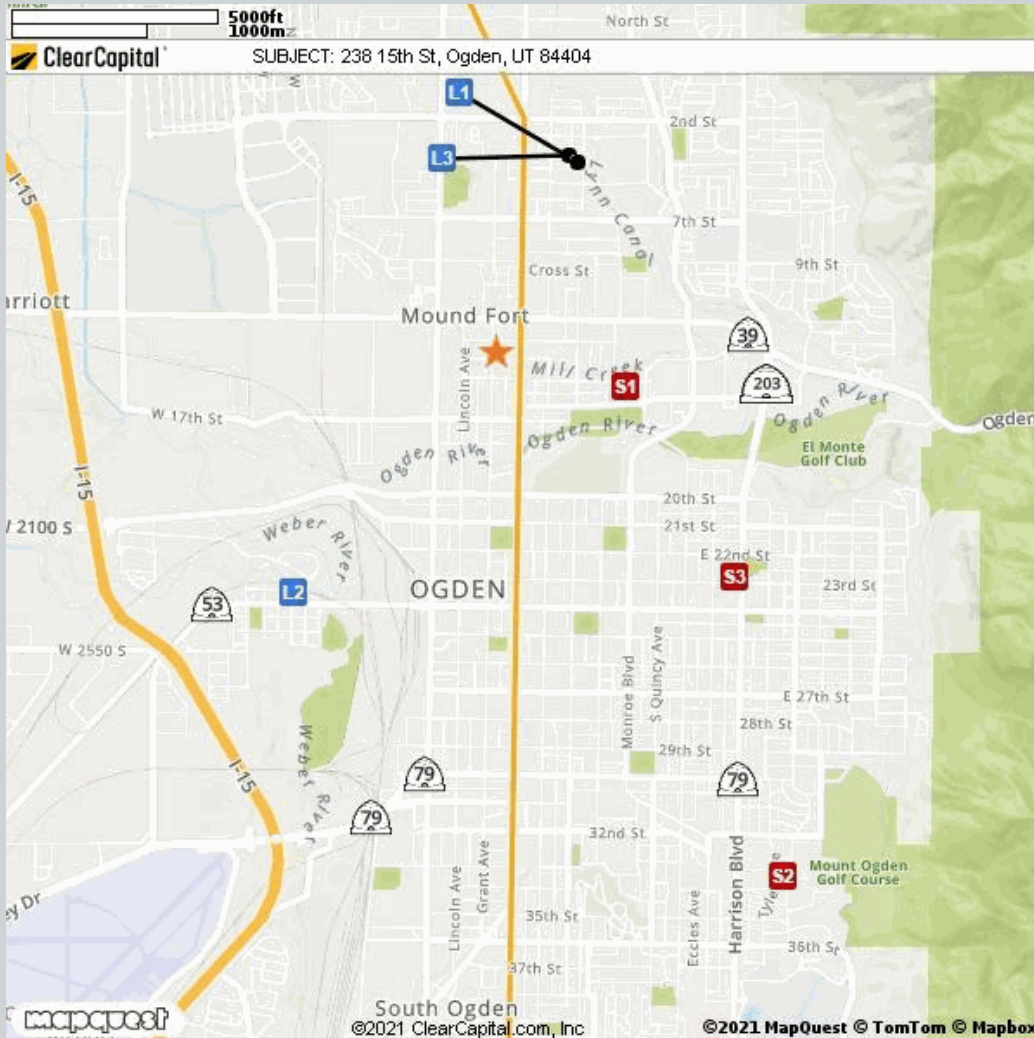 5000ft
1000m
North St
ClearCapital
SUBJECT: 238 15th St, Ogden, UT 84404
L1
2nd St
L3
I-15
Lynn Canal
7th St
Cross St
9th St
Mound Fort
39
Lincoln Ave
Mill Creek
S1
203
W 17th St
Ogden River
Ogden River
Ogden River
Ogden
El Monte
Golf Club
I-15
20th St
2100 S
21st St
Weber River
E 22nd St
S3
L2
OGDEN
23rd St
53
W 2550 S
Monroe Blvd
S Quincy Ave
E 27th St
28th St
29th St
Weber River
I-15
79
79
79
32nd St
Harrison Blvd
S2
Mount Ogden
Golf Course
Lincoln Ave
Grant Ave
Eccles Ave
35th St
36th St
37th St
South Ogden
mapquest
©2021 ClearCapital.com, Inc
©2021 MapQuest © TomTom © Mapbox